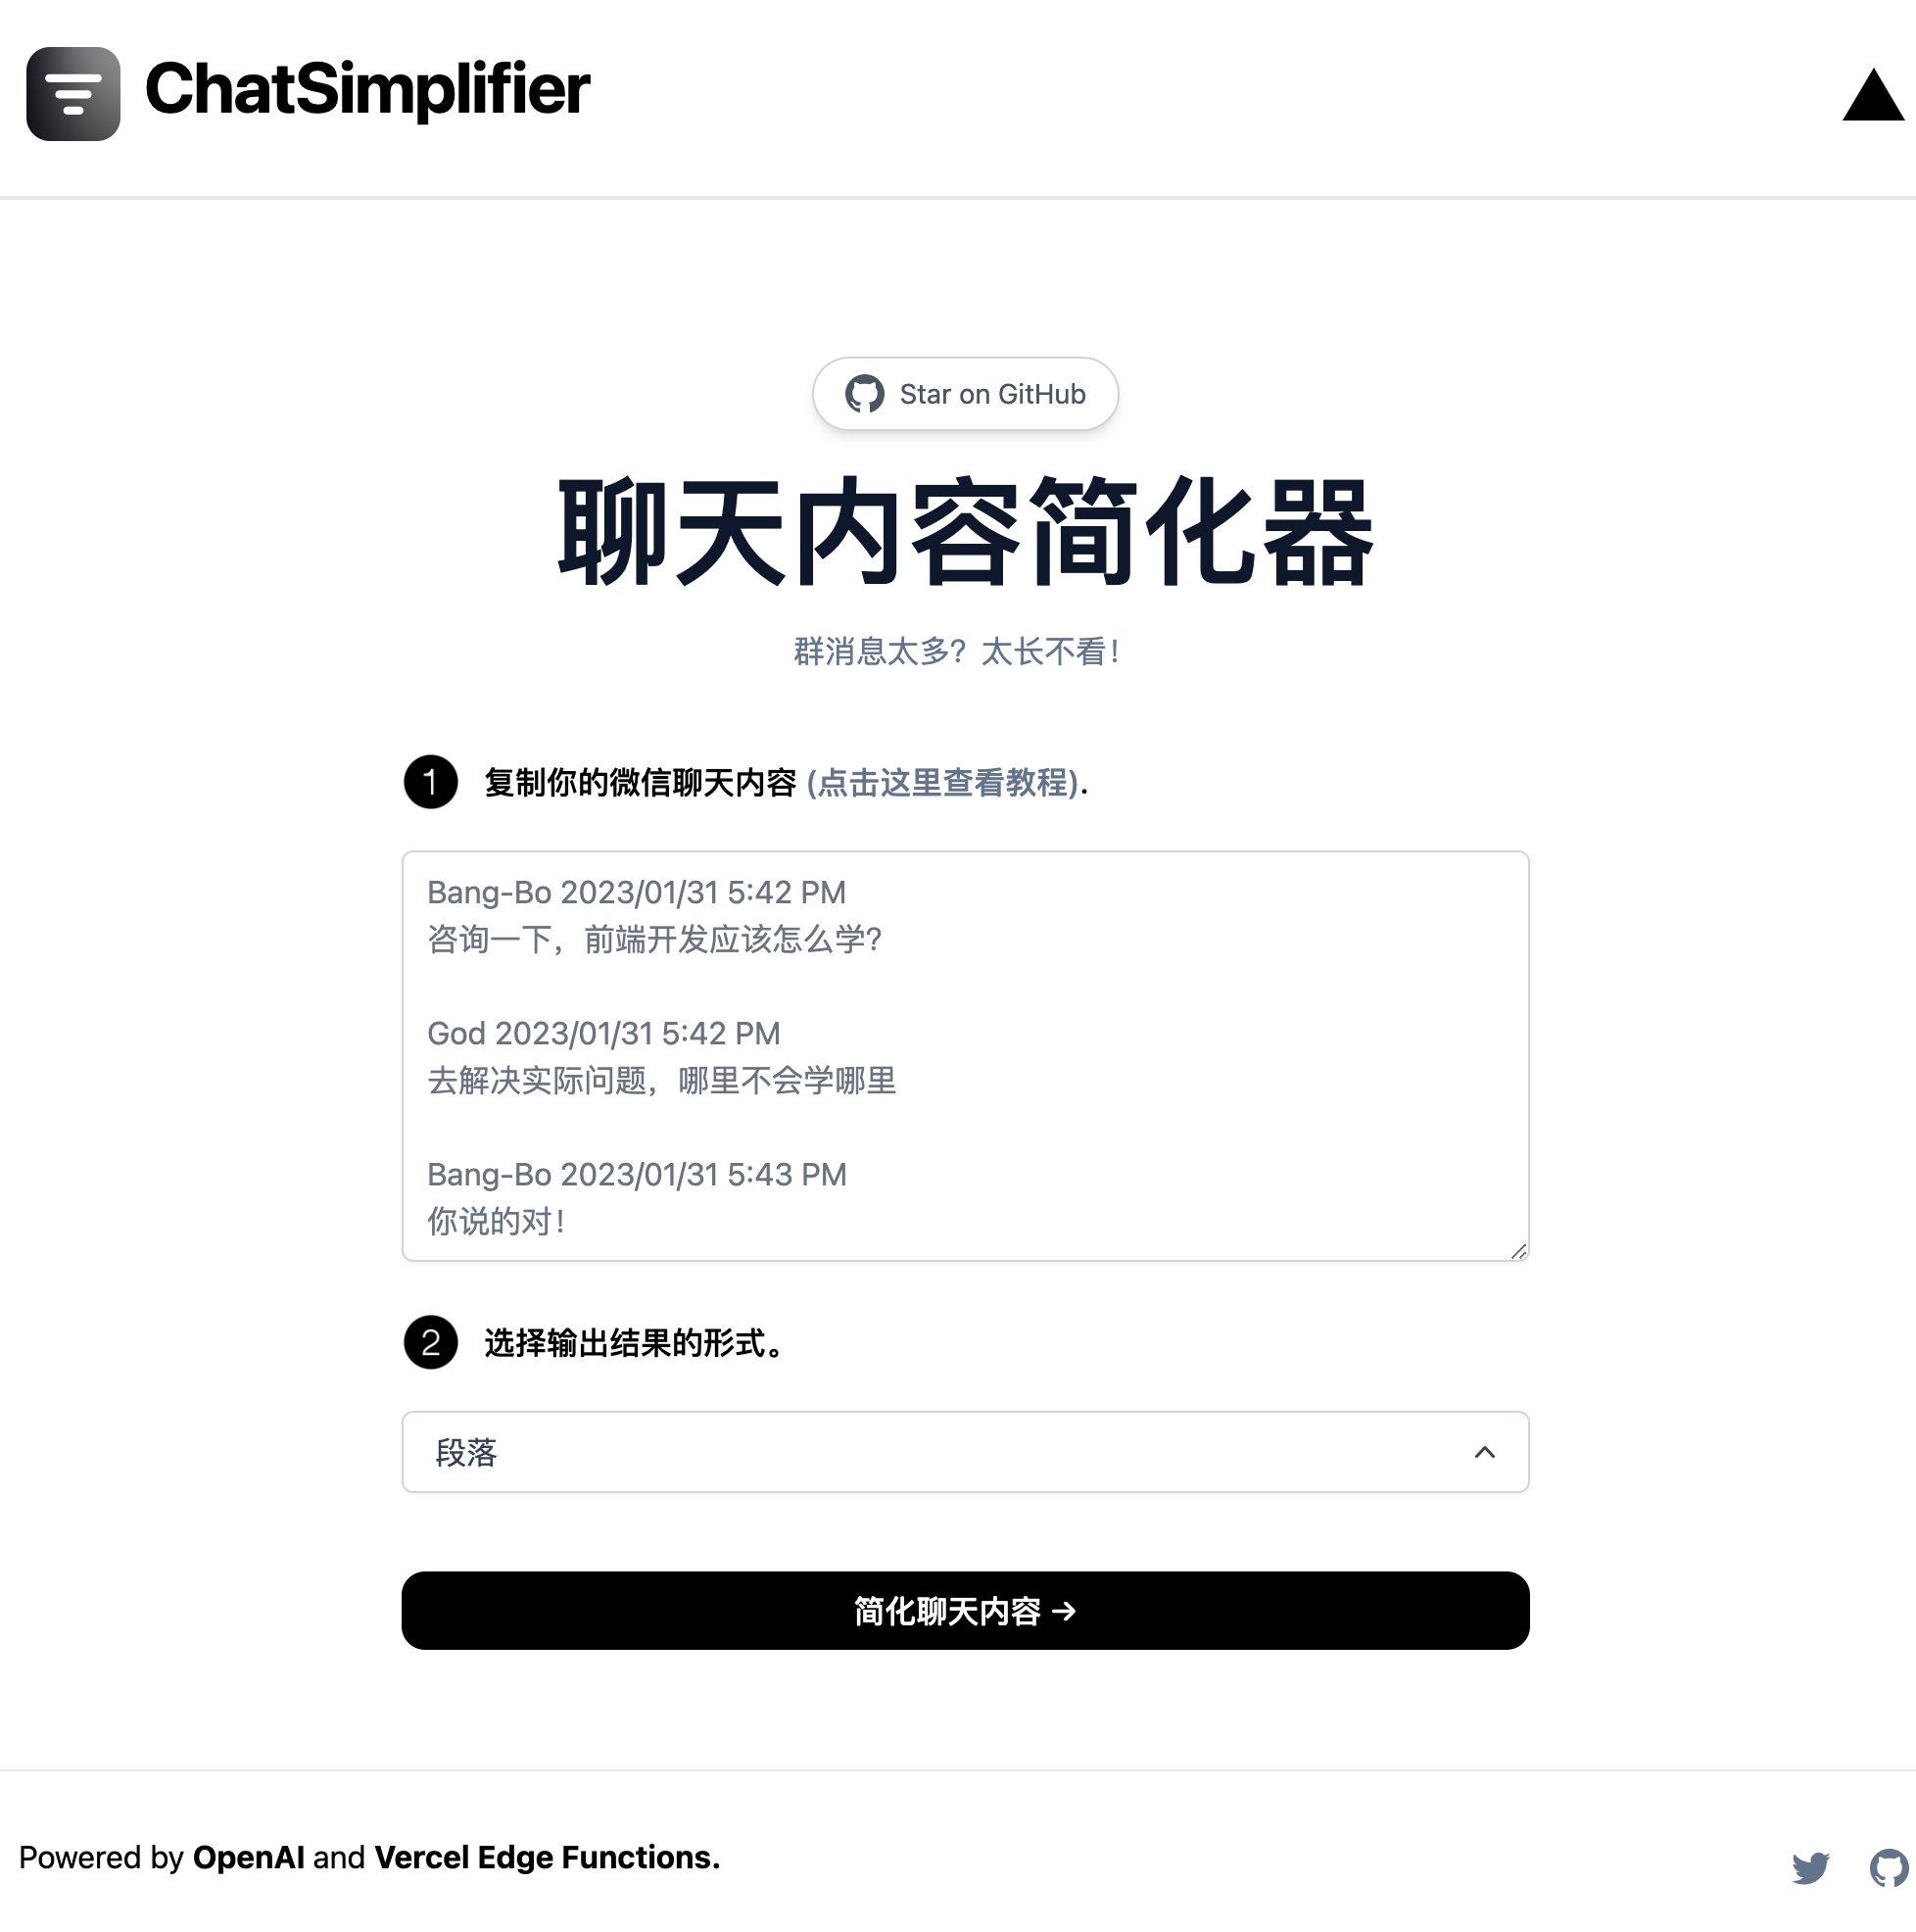 ChatSimplifier
Star on GitHub
聊天内容简化器
群消息太多？太长不看！
1 复制你的微信聊天内容 (点击这里查看教程).
Bang-Bo 2023/01/31 5:42 PM
咨询一下，前端开发应该怎么学？
God 2023/01/31 5:42 PM
去解决实际问题，哪里不会学哪里
Bang-Bo 2023/01/31 5:43 PM
你说的对！
2 选择输出结果的形式。
段落
简化聊天内容 →
Powered by OpenAI and Vercel Edge Functions.